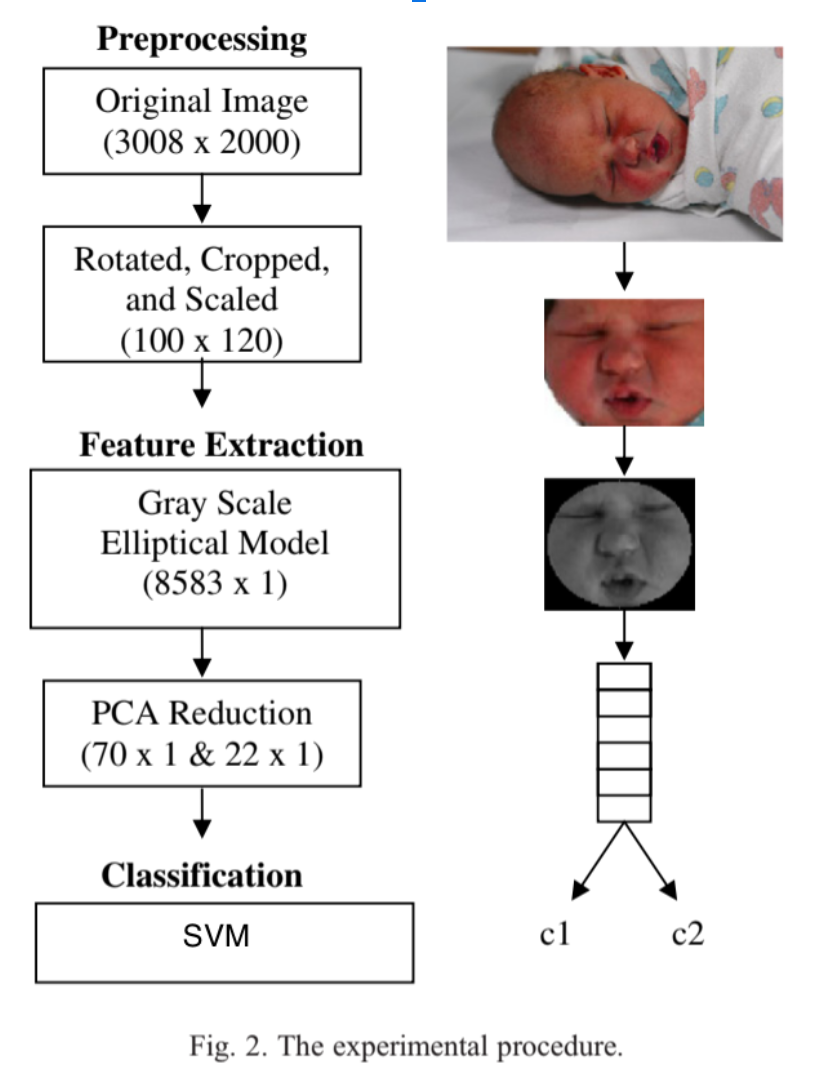 Preprocessing
Original Image
(3008 x 2000)
Rotated, Cropped,
and Scaled
(100 x 120)
Feature Extraction
Gray Scale
Elliptical Model
(8583 x 1)
PCA Reduction
(70 x 1 & 22 x 1)
Classification
SVM
c1
c2
Fig. 2. The experimental procedure.